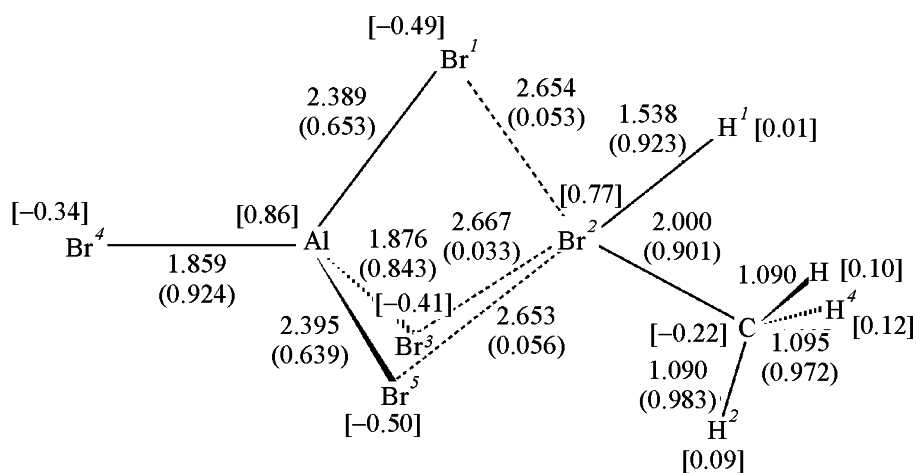 [−0.49]
Br¹
2.389
(0.653)
2.654
(0.053)
1.538
(0.923)
H¹ [0.01]
[−0.34]
Br⁴
1.859
(0.924)
[0.86]
Al
1.876
(0.843)
2.667
(0.033)
[0.77]
Br²
2.000
(0.901)
2.395
(0.639)
[−0.41]
Br³
2.653
(0.056)
Br⁵
[−0.50]
1.090
H [0.10]
H⁴
[0.12]
[−0.22] C
1.095
(0.972)
1.090
(0.983)
H²
[0.09]